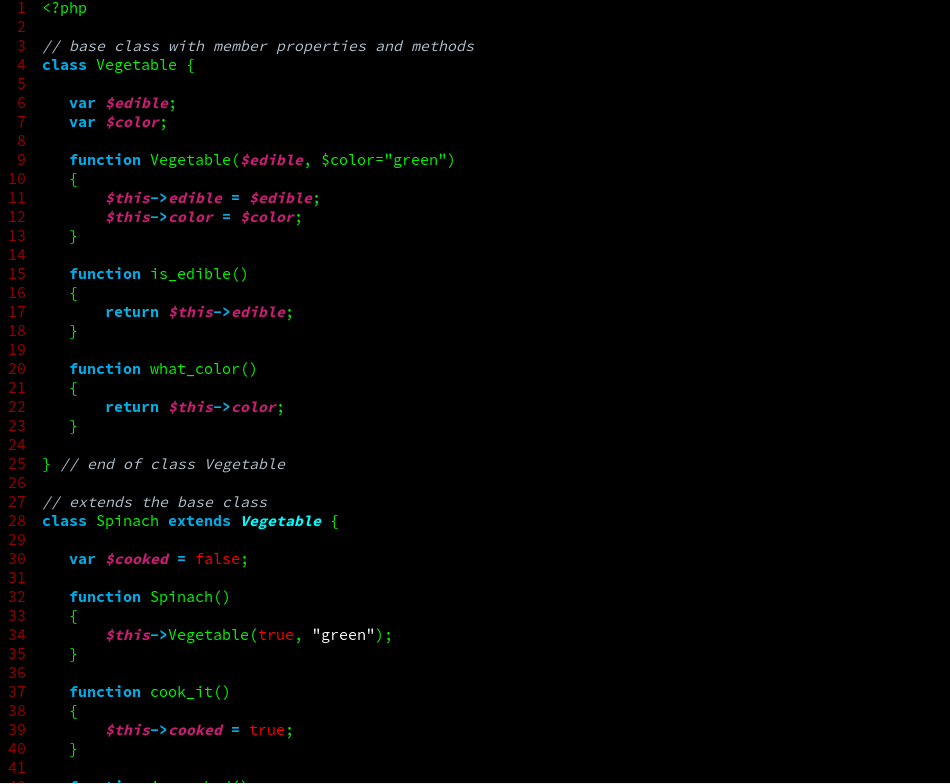 1 <?php
2
3 // base class with member properties and methods
4 class Vegetable {
5
6 var $edible;
7 var $color;
8
9 function Vegetable($edible, $color="green")
10 {
11 $this->edible = $edible;
12 $this->color = $color;
13 }
14
15 function is_edible()
16 {
17 return $this->edible;
18 }
19
20 function what_color()
21 {
22 return $this->color;
23 }
24
25 } // end of class Vegetable
26
27 // extends the base class
28 class Spinach extends Vegetable {
29
30 var $cooked = false;
31
32 function Spinach()
33 {
34 $this->Vegetable(true, "green");
35 }
36
37 function cook_it()
38 {
39 $this->cooked = true;
40 }
41